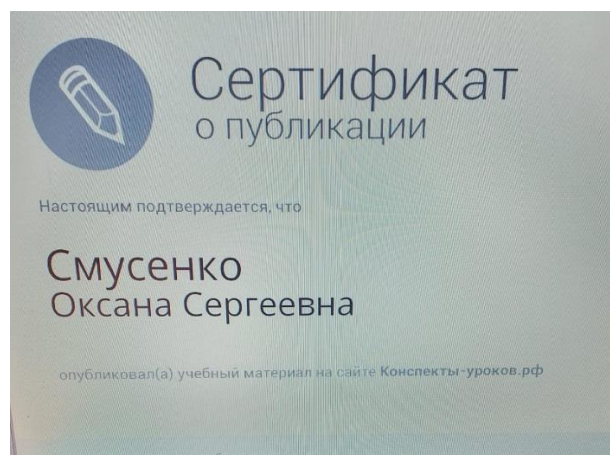 Сертификат
о публикации
Настоящим подтверждается, что
Смусенко
Оксана Сергеевна
опубликовал(а) учебный материал на сайте Конспекты-уроков.рф